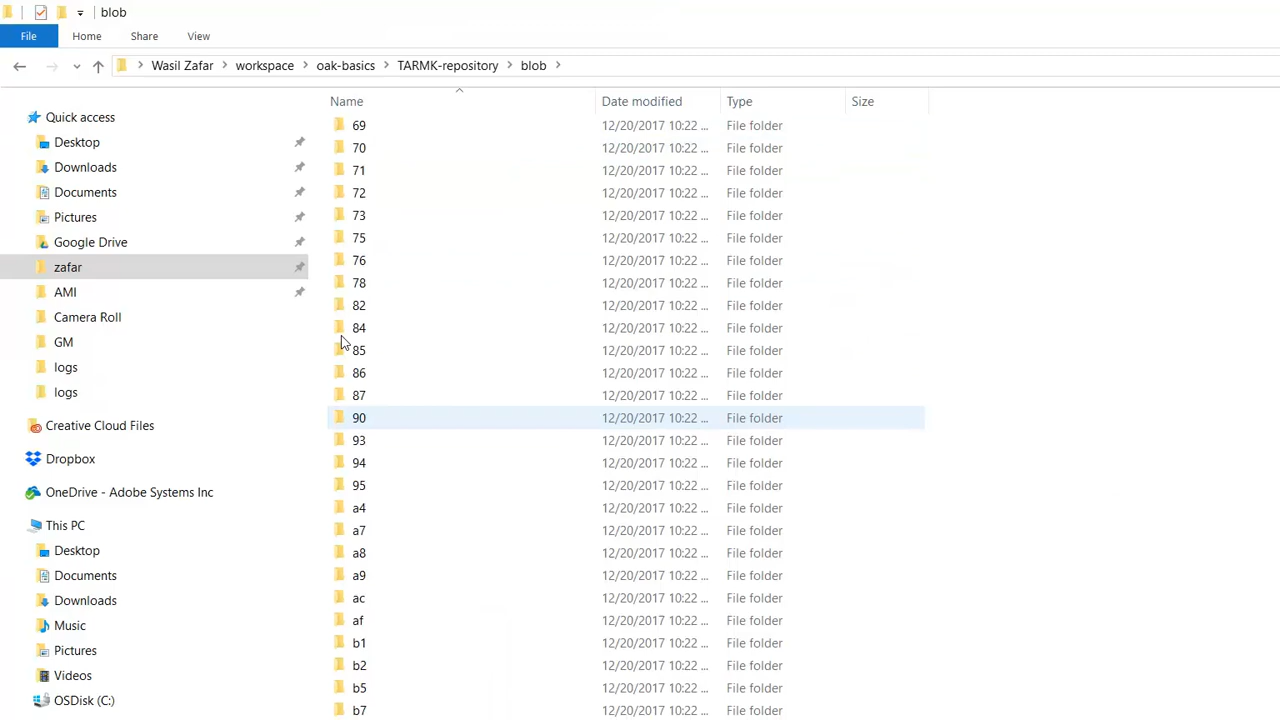 blob
File Home Share View
Wasil Zafar workspace oak-basics TARMK-repository blob
Name Date modified Type Size
Quick access
Desktop
Downloads
Documents
Pictures
Google Drive
zafar
AMI
Camera Roll
GM
logs
logs
Creative Cloud Files
Dropbox
OneDrive - Adobe Systems Inc
This PC
Desktop
Documents
Downloads
Music
Pictures
Videos
OSDisk (C:)
69 12/20/2017 10:22 ... File folder
70 12/20/2017 10:22 ... File folder
71 12/20/2017 10:22 ... File folder
72 12/20/2017 10:22 ... File folder
73 12/20/2017 10:22 ... File folder
75 12/20/2017 10:22 ... File folder
76 12/20/2017 10:22 ... File folder
78 12/20/2017 10:22 ... File folder
82 12/20/2017 10:22 ... File folder
84 12/20/2017 10:22 ... File folder
85 12/20/2017 10:22 ... File folder
86 12/20/2017 10:22 ... File folder
87 12/20/2017 10:22 ... File folder
90 12/20/2017 10:22 ... File folder
93 12/20/2017 10:22 ... File folder
94 12/20/2017 10:22 ... File folder
95 12/20/2017 10:22 ... File folder
a4 12/20/2017 10:22 ... File folder
a7 12/20/2017 10:22 ... File folder
a8 12/20/2017 10:22 ... File folder
a9 12/20/2017 10:22 ... File folder
ac 12/20/2017 10:22 ... File folder
af 12/20/2017 10:22 ... File folder
b1 12/20/2017 10:22 ... File folder
b2 12/20/2017 10:22 ... File folder
b5 12/20/2017 10:22 ... File folder
b7 12/20/2017 10:22 ... File folder